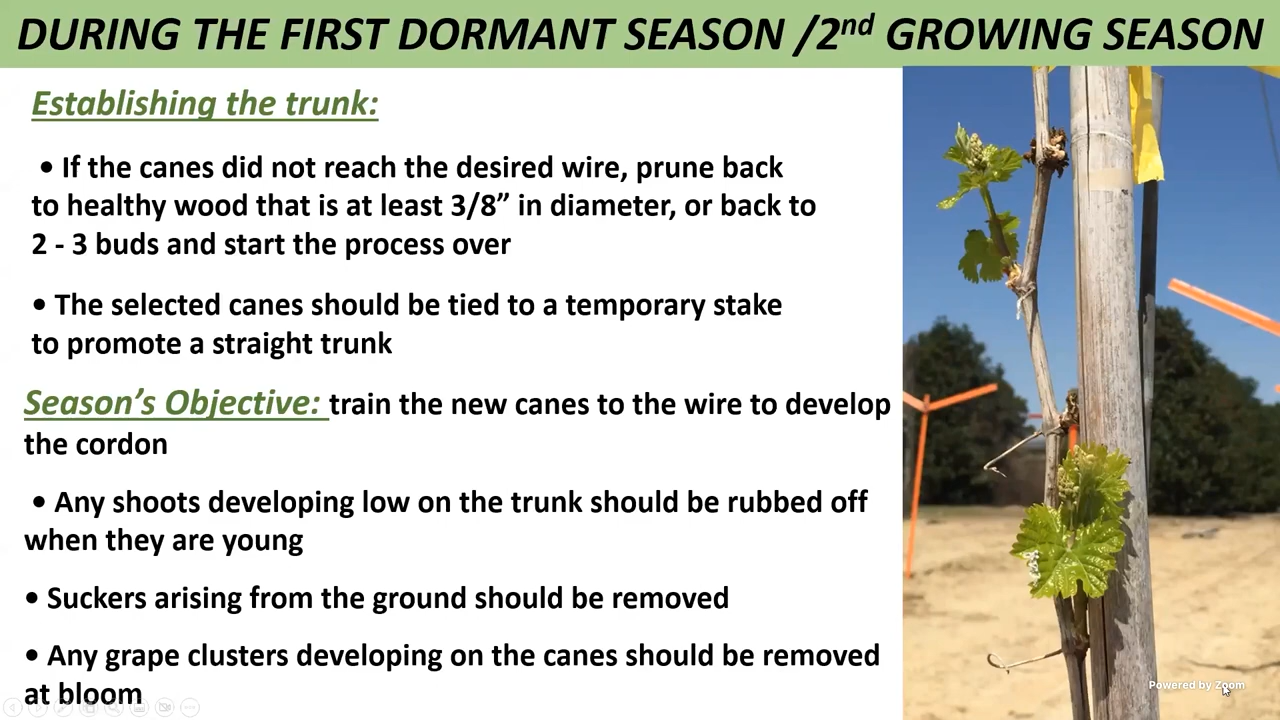 DURING THE FIRST DORMANT SEASON /2nd GROWING SEASON
Establishing the trunk:
• If the canes did not reach the desired wire, prune back
to healthy wood that is at least 3/8” in diameter, or back to
2 - 3 buds and start the process over
• The selected canes should be tied to a temporary stake
to promote a straight trunk
Season’s Objective: train the new canes to the wire to develop
the cordon
• Any shoots developing low on the trunk should be rubbed off
when they are young
• Suckers arising from the ground should be removed
• Any grape clusters developing on the canes should be removed
at bloom
Powered by Zoom